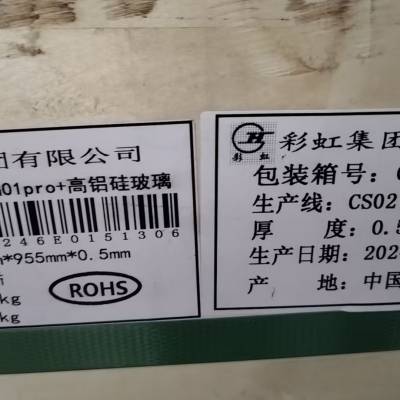 团有限公司
01pro+高铝硅玻璃
246E0151306
*955mm*0.5mm
ROHS
kg
kg
彩虹
彩虹集团
包装箱号:
生产线: CS02
厚 度: 0.5
生产日期: 202
产 地: 中国